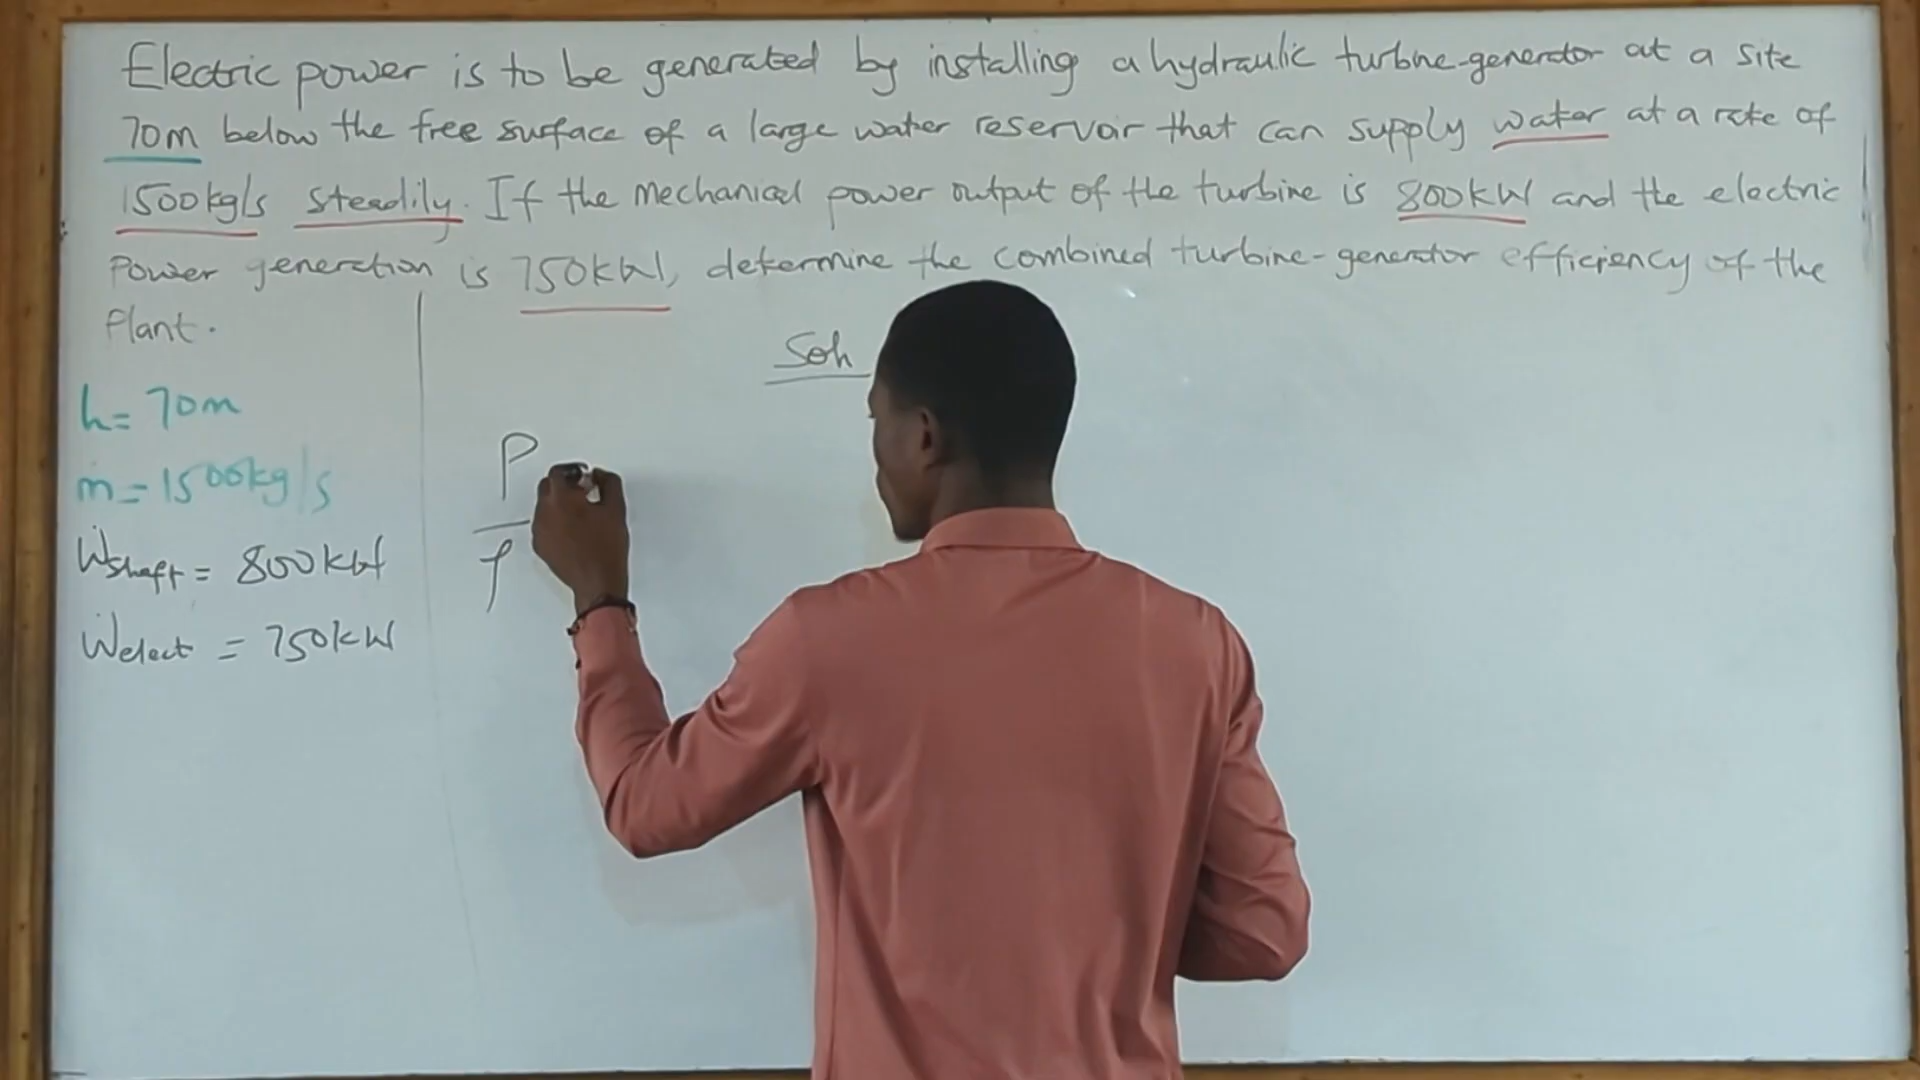 Electric power is to be generated by installing a hydraulic turbine-generator at a site
70m below the free surface of a large water reservoir that can supply water at a rate of
1500kg/s steadily. If the mechanical power output of the turbine is 800kW and the electric
Power generation is 750kW, determine the combined turbine-generator efficiency of the
Plant.
Soln
h= 70m
ṁ=1500kg/s
Ẇshaft = 800kW
Ẇelect = 750kW
P
ρ